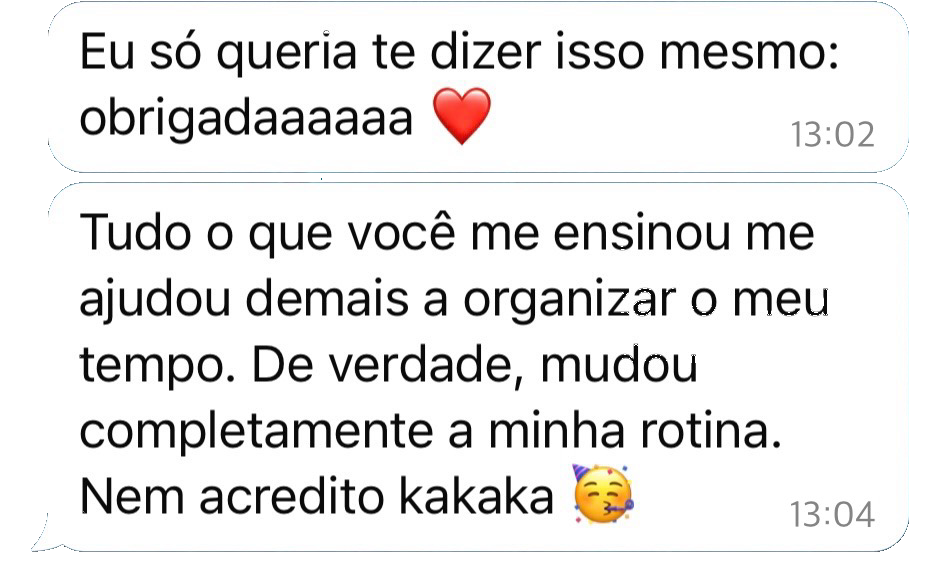 Eu só queria te dizer isso mesmo:
obrigadaaaaaa ❤️
13:02
Tudo o que você me ensinou me
ajudou demais a organizar o meu
tempo. De verdade, mudou
completamente a minha rotina.
Nem acredito kakaka 🥳
13:04